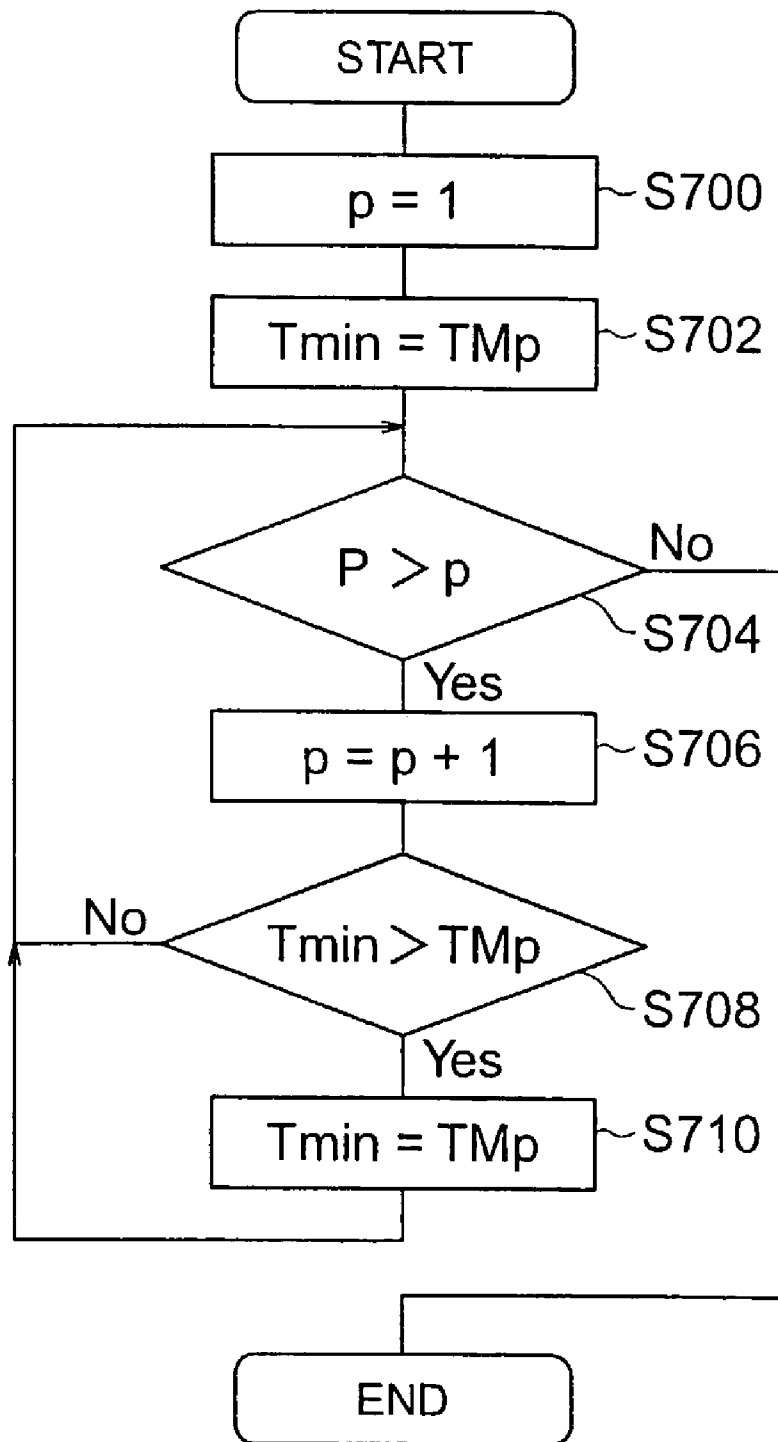 START
p = 1
S700
Tmin = TMp
S702
P > p
No
S704
Yes
p = p + 1
S706
No
Tmin > TMp
S708
Yes
Tmin = TMp
S710
END